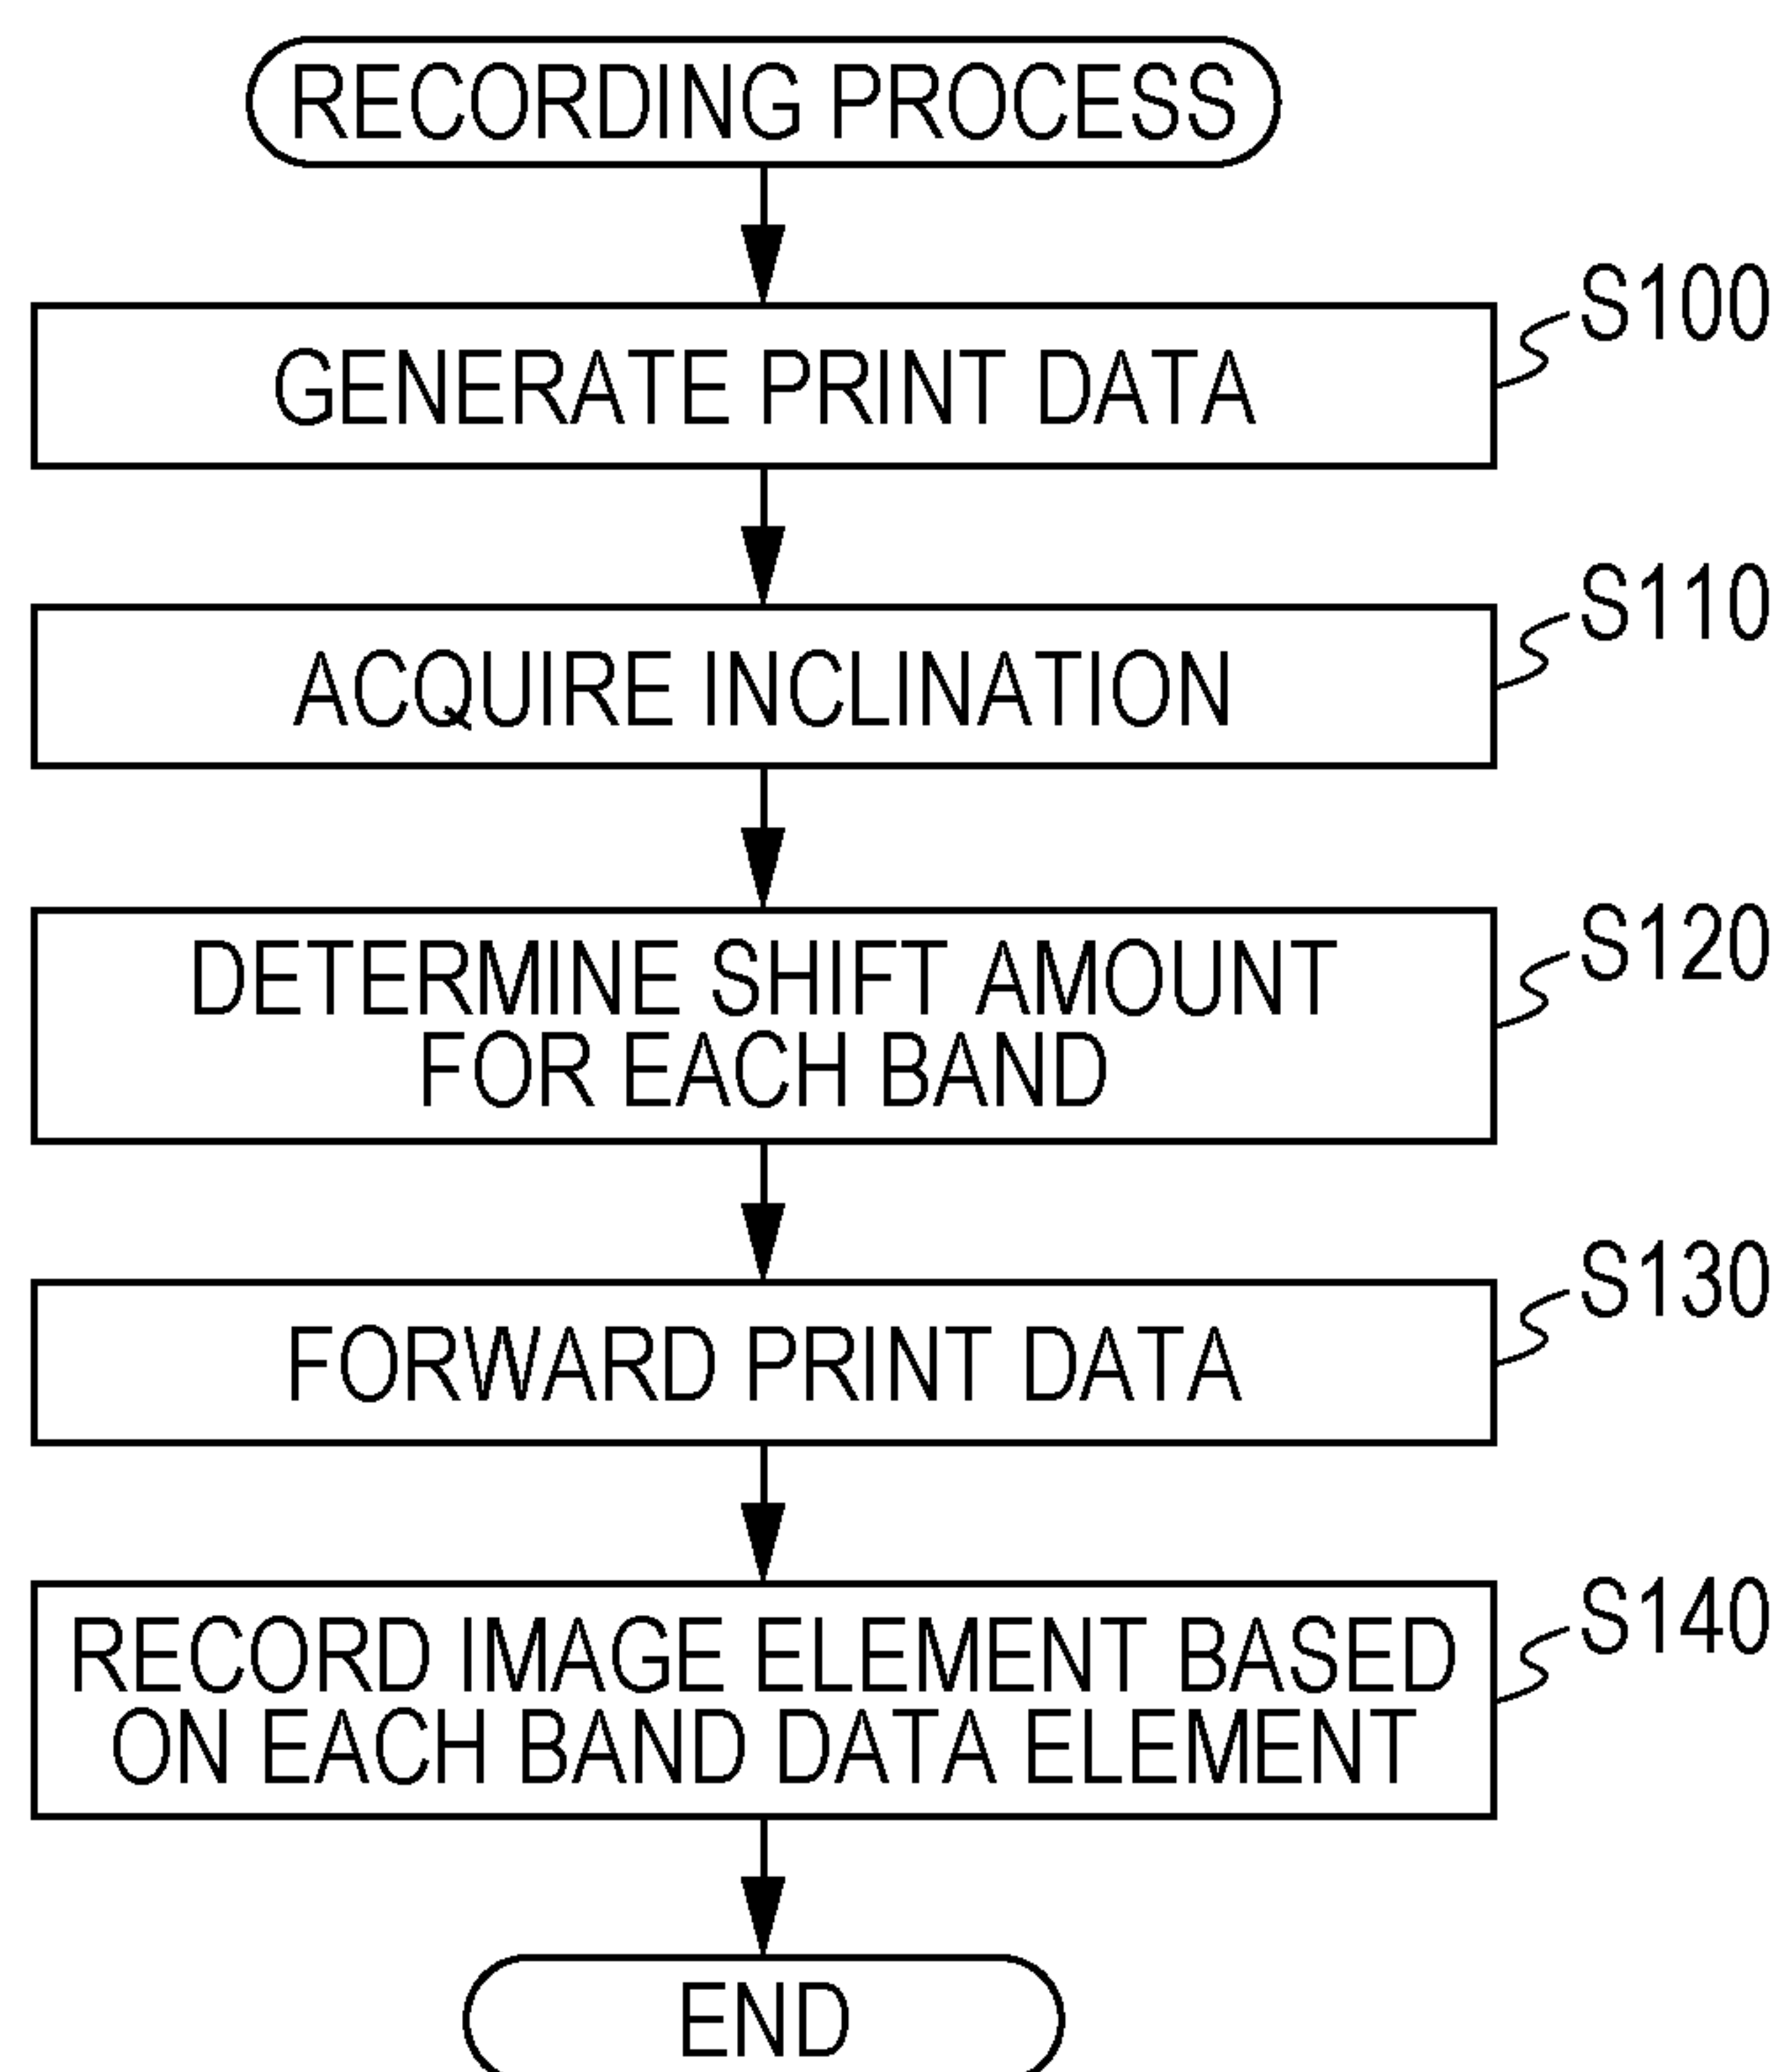 RECORDING PROCESS
S100
GENERATE PRINT DATA
S110
ACQUIRE INCLINATION
S120
DETERMINE SHIFT AMOUNT
FOR EACH BAND
S130
FORWARD PRINT DATA
S140
RECORD IMAGE ELEMENT BASED
ON EACH BAND DATA ELEMENT
END